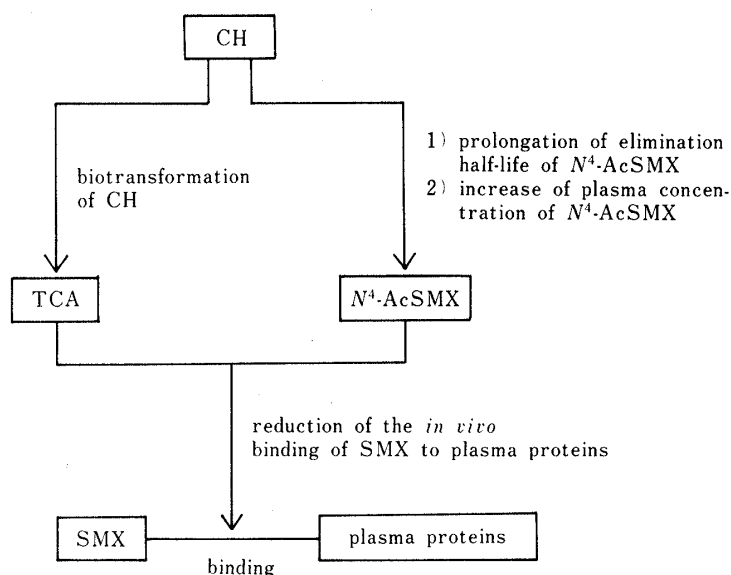 CH
1) prolongation of elimination
half-life of N⁴-AcSMX
2) increase of plasma concen-
tration of N⁴-AcSMX
biotransformation
of CH
TCA
N⁴-AcSMX
reduction of the in vivo
binding of SMX to plasma proteins
SMX
plasma proteins
binding